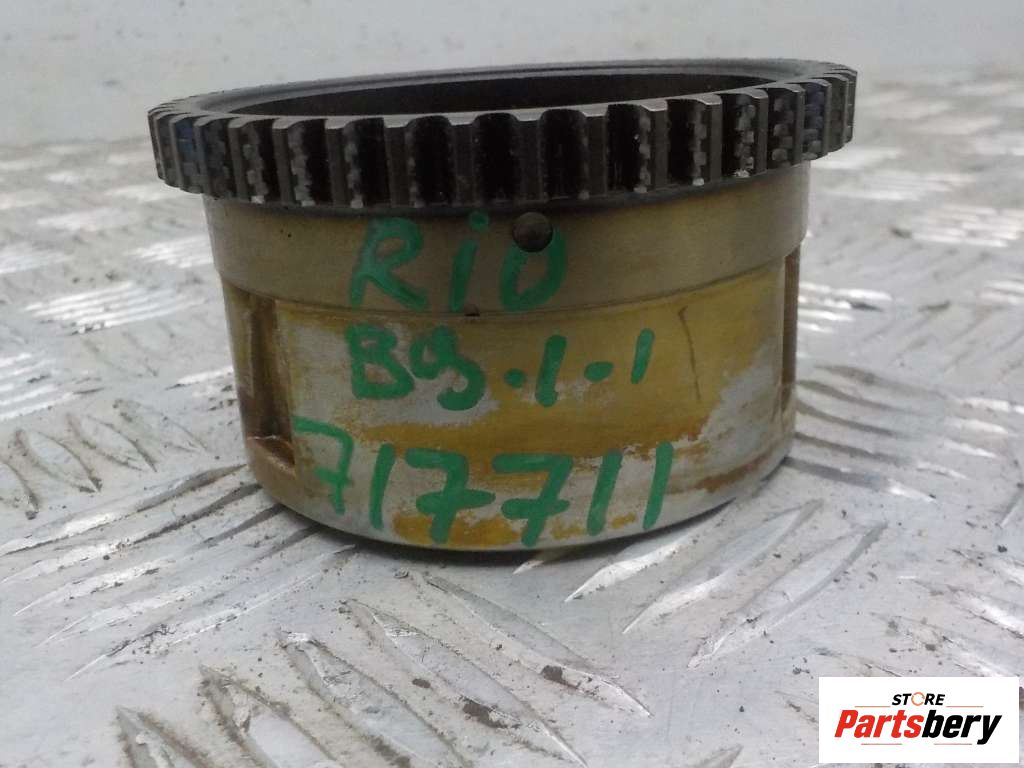 RiO
B9.1-1
717711
STORE
Partsbery